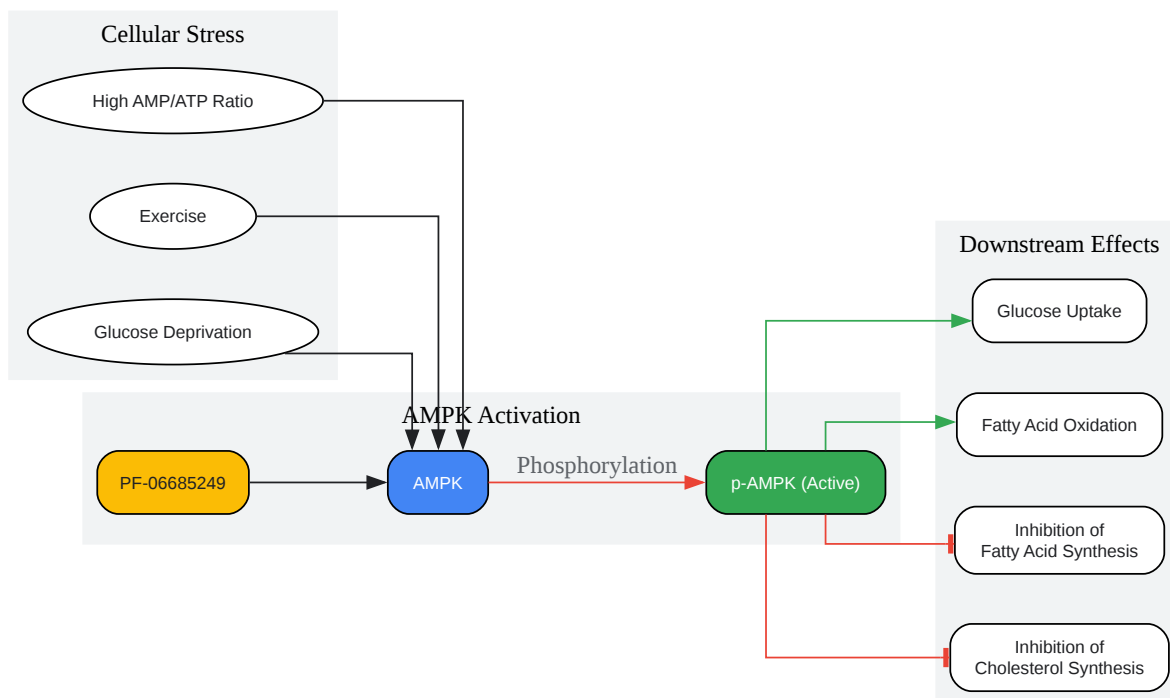 Cellular Stress
High AMP/ATP Ratio
Exercise
Glucose Deprivation
AMPK Activation
PF-06685249
AMPK
Phosphorylation
p-AMPK (Active)
Downstream Effects
Glucose Uptake
Fatty Acid Oxidation
Inhibition of
Fatty Acid Synthesis
Inhibition of
Cholesterol Synthesis